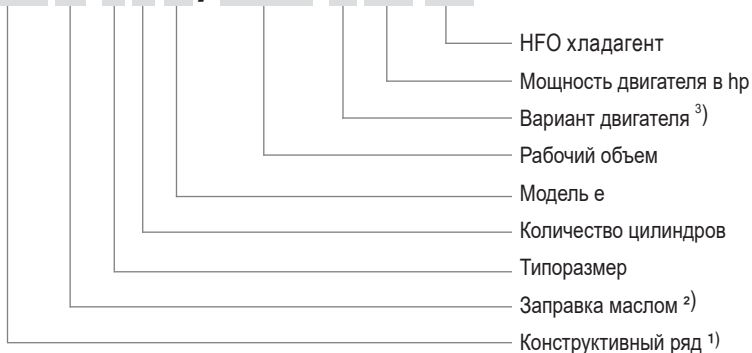 HFO хладагент
Мощность двигателя в hp
Вариант двигателя ³)
Рабочий объем
Модель e
Количество цилиндров
Типоразмер
Заправка маслом ²)
Конструктивный ряд ¹)